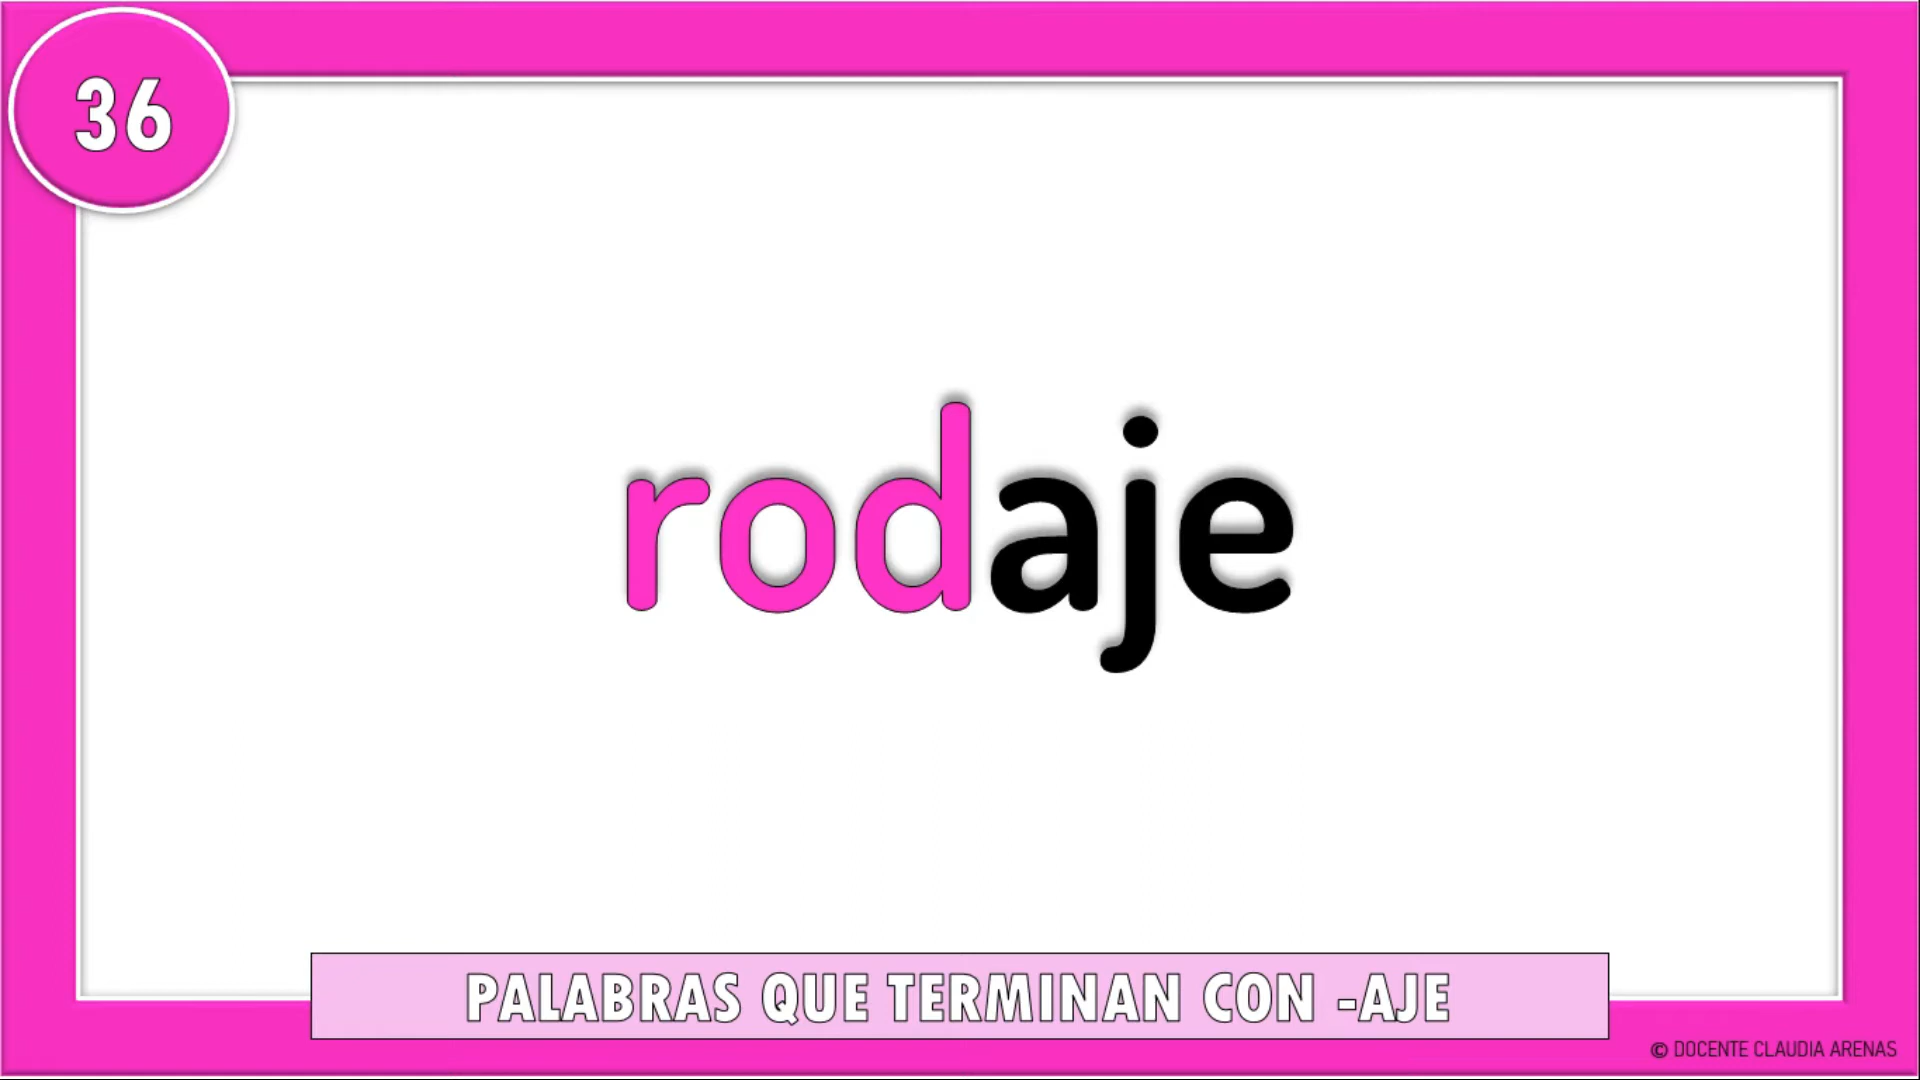 36
rodaje
PALABRAS QUE TERMINAN CON -AJE
© DOCENTE CLAUDIA ARENAS